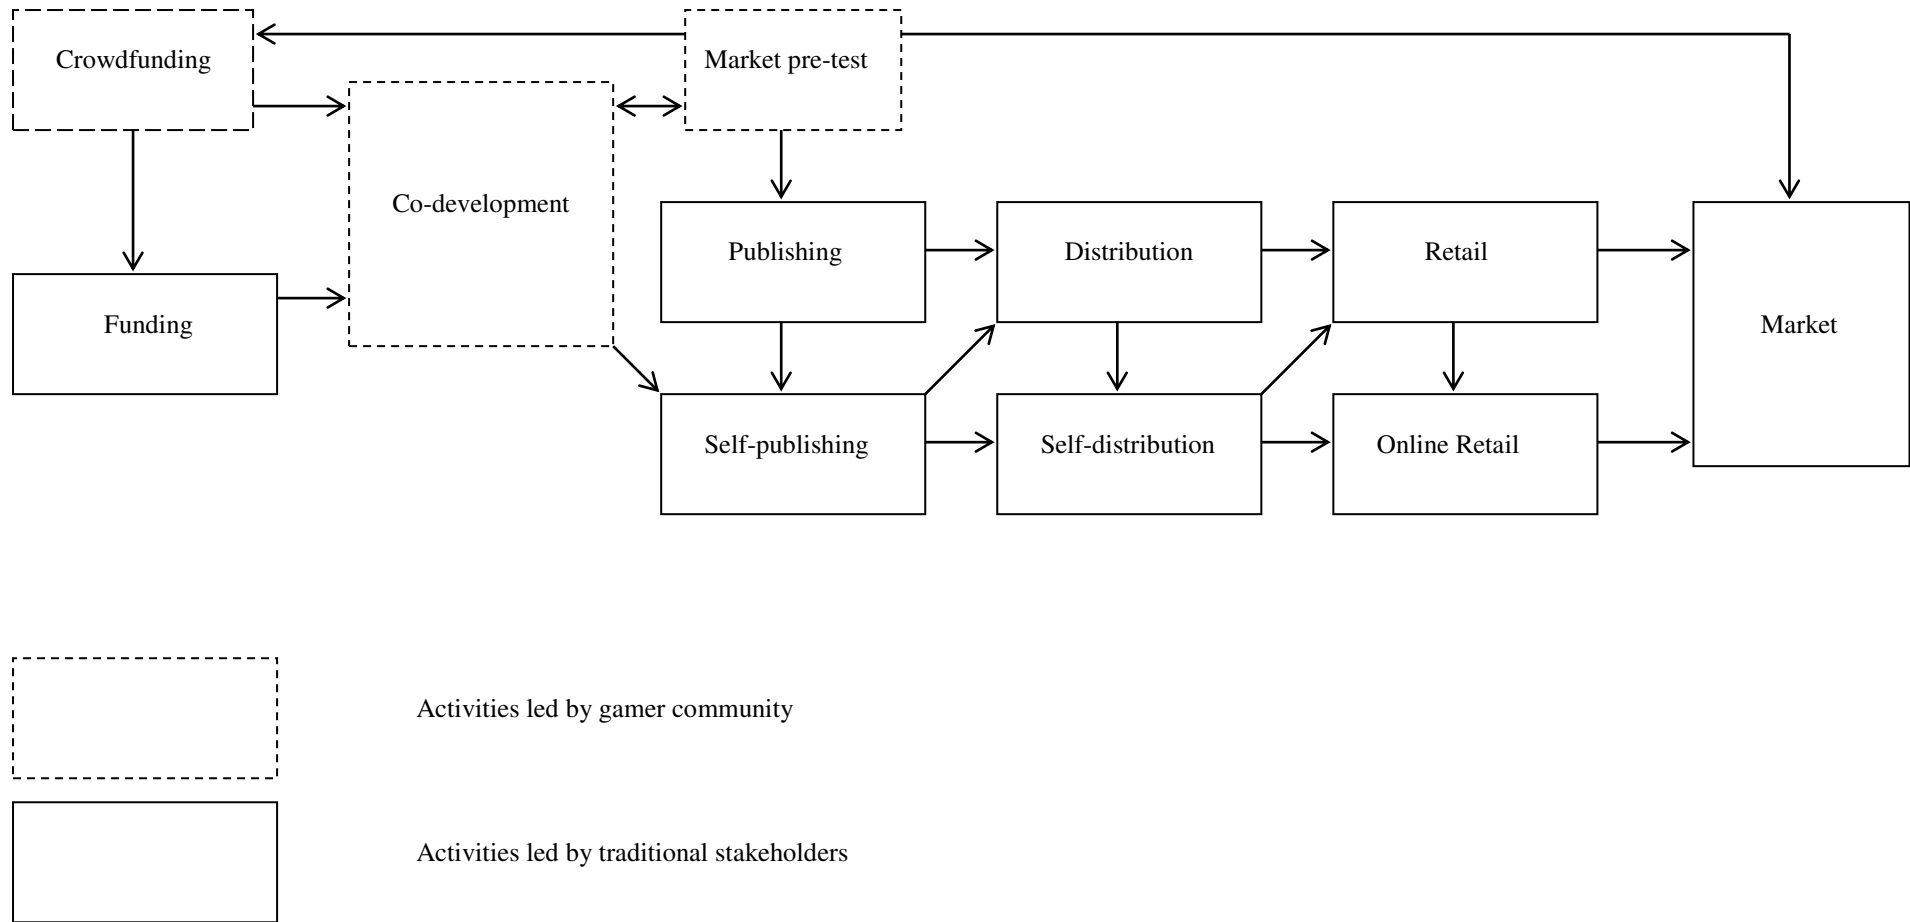 Crowdfunding
Market pre-test
Co-development
Publishing
Distribution
Retail
Funding
Market
Self-publishing
Self-distribution
Online Retail
Activities led by gamer community
Activities led by traditional stakeholders